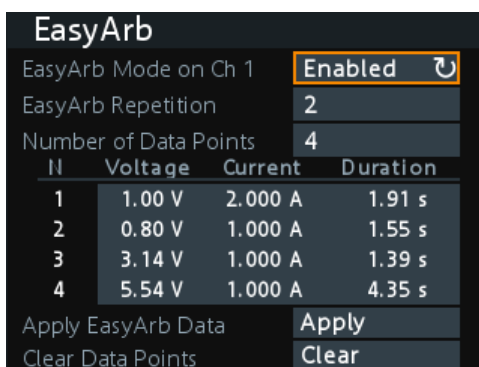 EasyArb
EasyArb Mode on Ch 1 Enabled
EasyArb Repetition 2
Number of Data Points 4
N Voltage Current Duration
1 1.00 V 2.000 A 1.91 s
2 0.80 V 1.000 A 1.55 s
3 3.14 V 1.000 A 1.39 s
4 5.54 V 1.000 A 4.35 s
Apply EasyArb Data Apply
Clear Data Points Clear